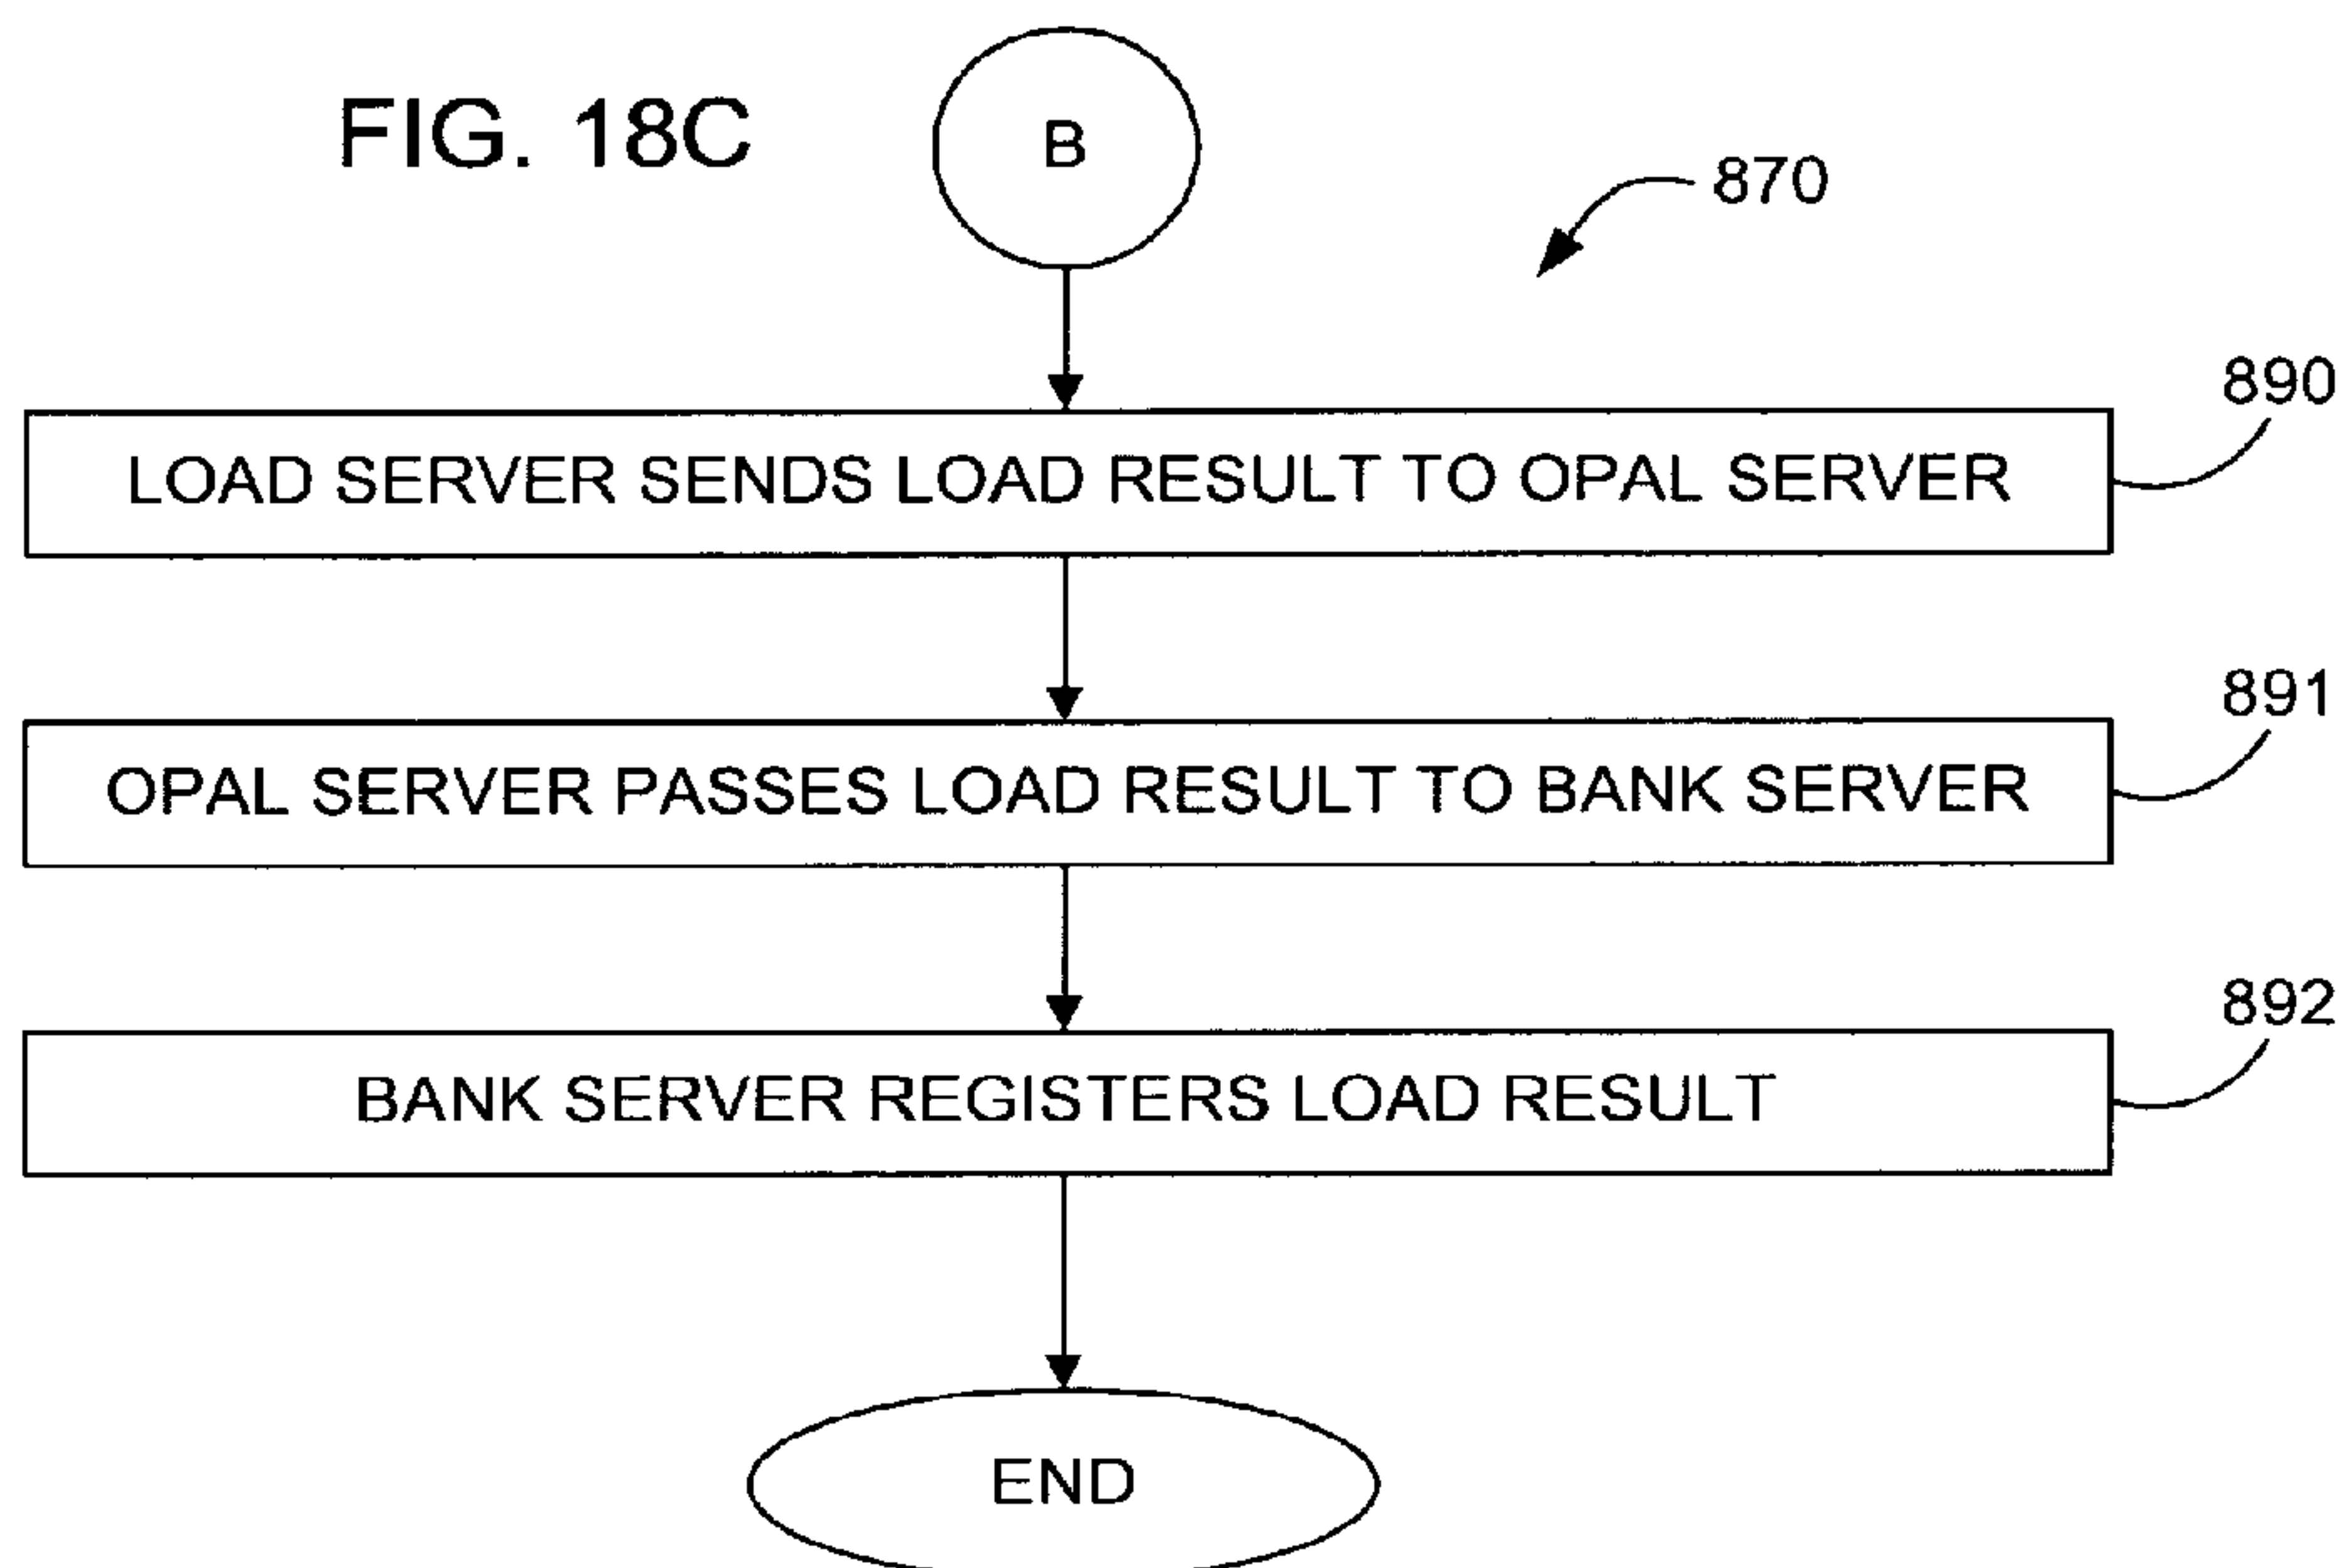 FIG. 18C
B
870
890
LOAD SERVER SENDS LOAD RESULT TO OPAL SERVER
891
OPAL SERVER PASSES LOAD RESULT TO BANK SERVER
892
BANK SERVER REGISTERS LOAD RESULT
END